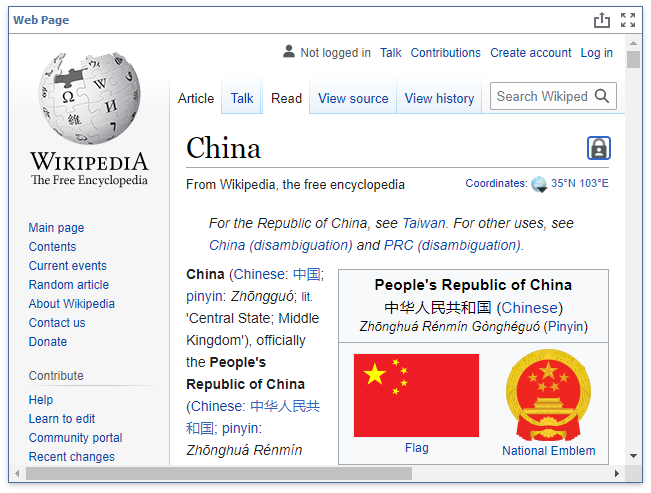 Web Page
Not logged in Talk Contributions Create account Log in
Article Talk Read View source View history Search Wikiped
WIKIPEDIA
The Free Encyclopedia
Main page
Contents
Current events
Random article
About Wikipedia
Contact us
Donate
Contribute
Help
Learn to edit
Community portal
Recent changes
China
From Wikipedia, the free encyclopedia
Coordinates: 35°N 103°E
For the Republic of China, see Taiwan. For other uses, see
China (disambiguation) and PRC (disambiguation).
China (Chinese: 中国;
pinyin: Zhōngguó; lit.
'Central State; Middle
Kingdom'), officially
the People's
Republic of China
(Chinese: 中华人民共
和国; pinyin:
Zhōnghuá Rénmín
People's Republic of China
中华人民共和国 (Chinese)
Zhōnghuá Rénmín Gònghéguó (Pinyin)
Flag
National Emblem